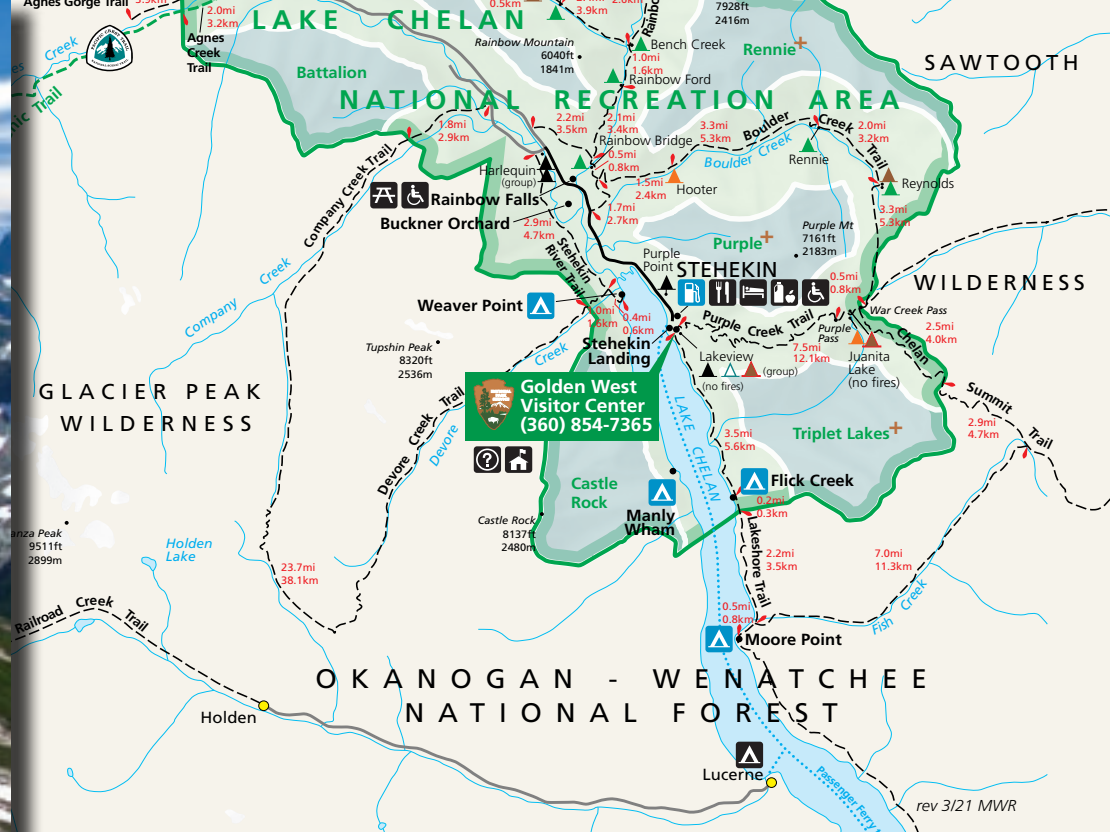 Agnes Gorge Trail
2.0mi
3.2km
Agnes
Creek
Trail
Creek
Trail
LAKE CHELAN
NATIONAL RECREATION AREA
Battalion
0.5km
3.9km
Rainbow Mountain
6040ft
1841m
7928ft
2416m
Bench Creek
1.0mi
1.6km
Rainbow Ford
Rennie
SAWTOOTH
WILDERNESS
1.8mi
2.9km
2.2mi
3.5km
2.1mi
3.4km
Rainbow Bridge
0.5mi
0.8km
3.3mi
5.3km
Boulder
Creek
Trail
Boulder Creek
2.0mi
3.2km
Rennie
Reynolds
3.3mi
5.3km
Harlequin
(group)
1.5mi
2.4km
Hooter
1.7mi
2.7km
Rainbow Falls
Buckner Orchard
2.9mi
4.7km
Stehekin
River Trail
Company Creek Trail
Company Creek
Purple
Purple Mt
7161ft
2183m
Purple
Point
STEHEKIN
0.5mi
0.8km
War Creek Pass
Weaver Point
1.6km
0.4mi
0.6km
Purple Creek Trail
Purple
Pass
2.5mi
4.0km
Chelan
Summit
Trail
Tupshin Peak
8320ft
2536m
Creek
Stehekin
Landing
Lakeview
(group)
(no fires)
7.5mi
12.1km
Juanita
Lake
(no fires)
GLACIER PEAK
WILDERNESS
Golden West
Visitor Center
(360) 854-7365
Devore Creek Trail
Devore
LAKE CHELAN
2.9mi
4.7km
3.5mi
5.6km
Triplet Lakes
Castle
Rock
Flick Creek
0.2mi
0.3km
Manly
Wham
Castle Rock
8137ft
2480m
9511ft
2899m
Holden
Lake
23.7mi
38.1km
2.2mi
3.5km
Lakeshore Trail
7.0mi
11.3km
Fish Creek
Railroad Creek Trail
0.5mi
0.8km
Moore Point
OKANOGAN - WENATCHEE
NATIONAL FOREST
Holden
Lucerne
Passenger Ferry
rev 3/21 MWR